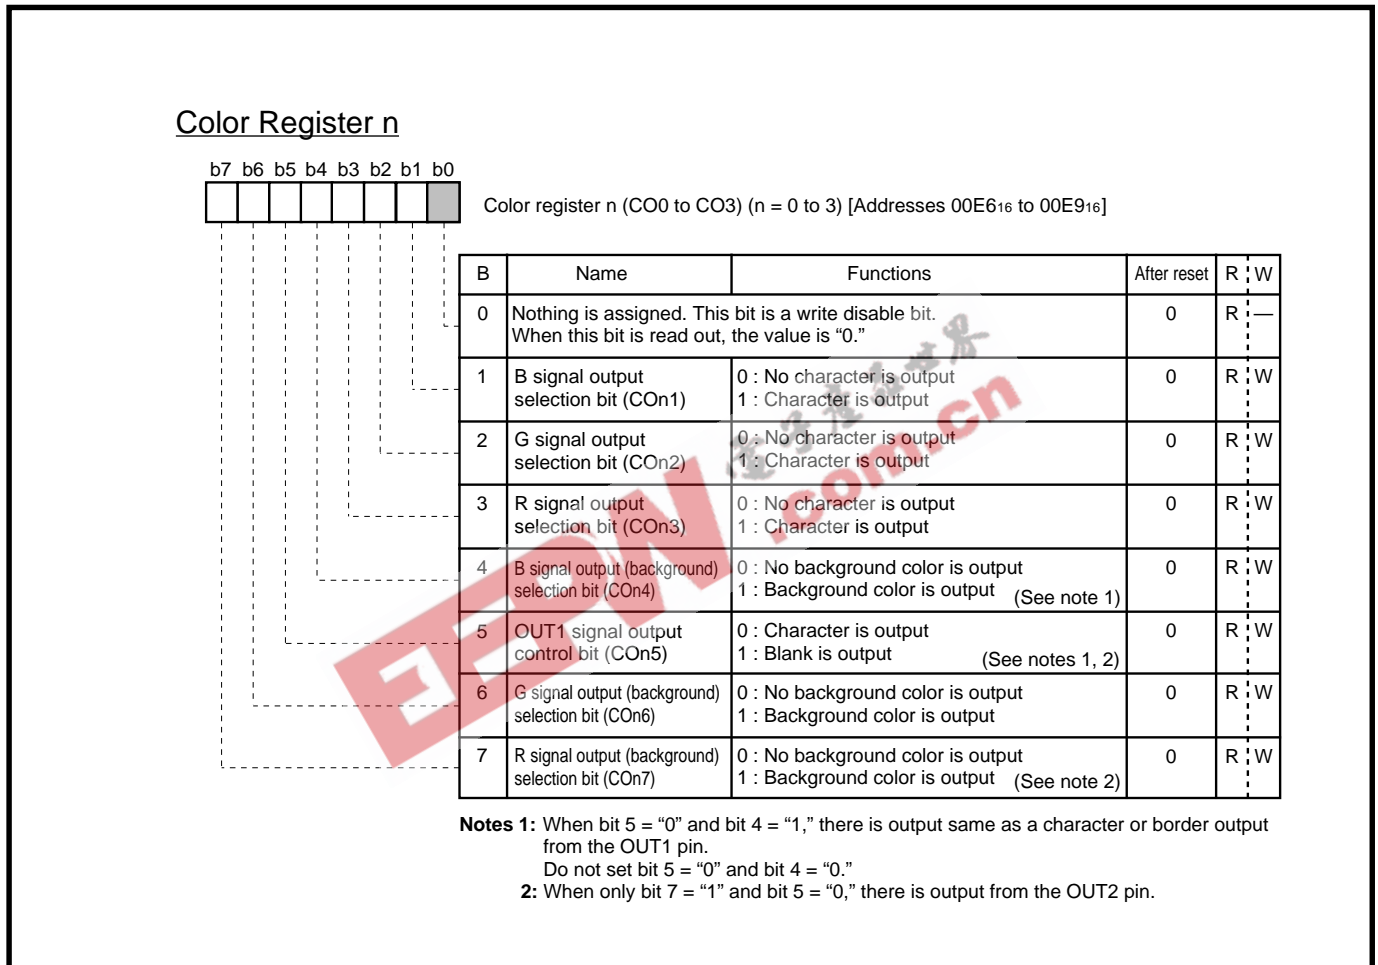 Color Register n
b7 b6 b5 b4 b3 b2 b1 b0
Color register n (CO0 to CO3) (n = 0 to 3) [Addresses 00E616 to 00E916]
B Name Functions After reset R W
0 Nothing is assigned. This bit is a write disable bit. 0 R —
When this bit is read out, the value is “0.”
1 B signal output 0 : No character is output 0 R W
selection bit (COn1) 1 : Character is output
2 G signal output 0 : No character is output 0 R W
selection bit (COn2) 1 : Character is output
3 R signal output 0 : No character is output 0 R W
selection bit (COn3) 1 : Character is output
4 B signal output (background) 0 : No background color is output 0 R W
selection bit (COn4) 1 : Background color is output (See note 1)
5 OUT1 signal output 0 : Character is output 0 R W
control bit (COn5) 1 : Blank is output (See notes 1, 2)
6 G signal output (background) 0 : No background color is output 0 R W
selection bit (COn6) 1 : Background color is output
7 R signal output (background) 0 : No background color is output 0 R W
selection bit (COn7) 1 : Background color is output (See note 2)
Notes 1: When bit 5 = “0” and bit 4 = “1,” there is output same as a character or border output
from the OUT1 pin.
Do not set bit 5 = “0” and bit 4 = “0.”
2: When only bit 7 = “1” and bit 5 = “0,” there is output from the OUT2 pin.
EEPW
.com.cn
電子産品世界